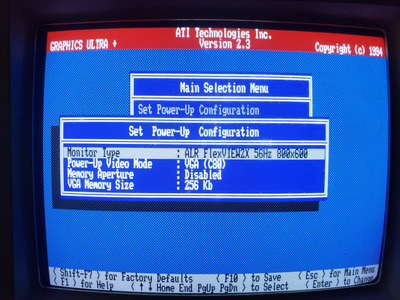 ATI Technologies Inc.
GRAPHICS ULTRA + Version 2.3 Copyright (c) 1994
Main Selection Menu
Set Power-Up Configuration
Set Power-Up Configuration
Monitor Type : ALR FlexVIEW2X 56Hz 800x600
Power-Up Video Mode : VGA (C80)
Memory Aperture : Disabled
VGA Memory Size : 256 Kb
(Shift-F7 ) for Factory Defaults ( F10 ) to Save ( Esc ) for Main Menu
( F1 ) for Help ( ↑ ↓ Home End PgUp PgDn ) to Select ( Enter ) to Change